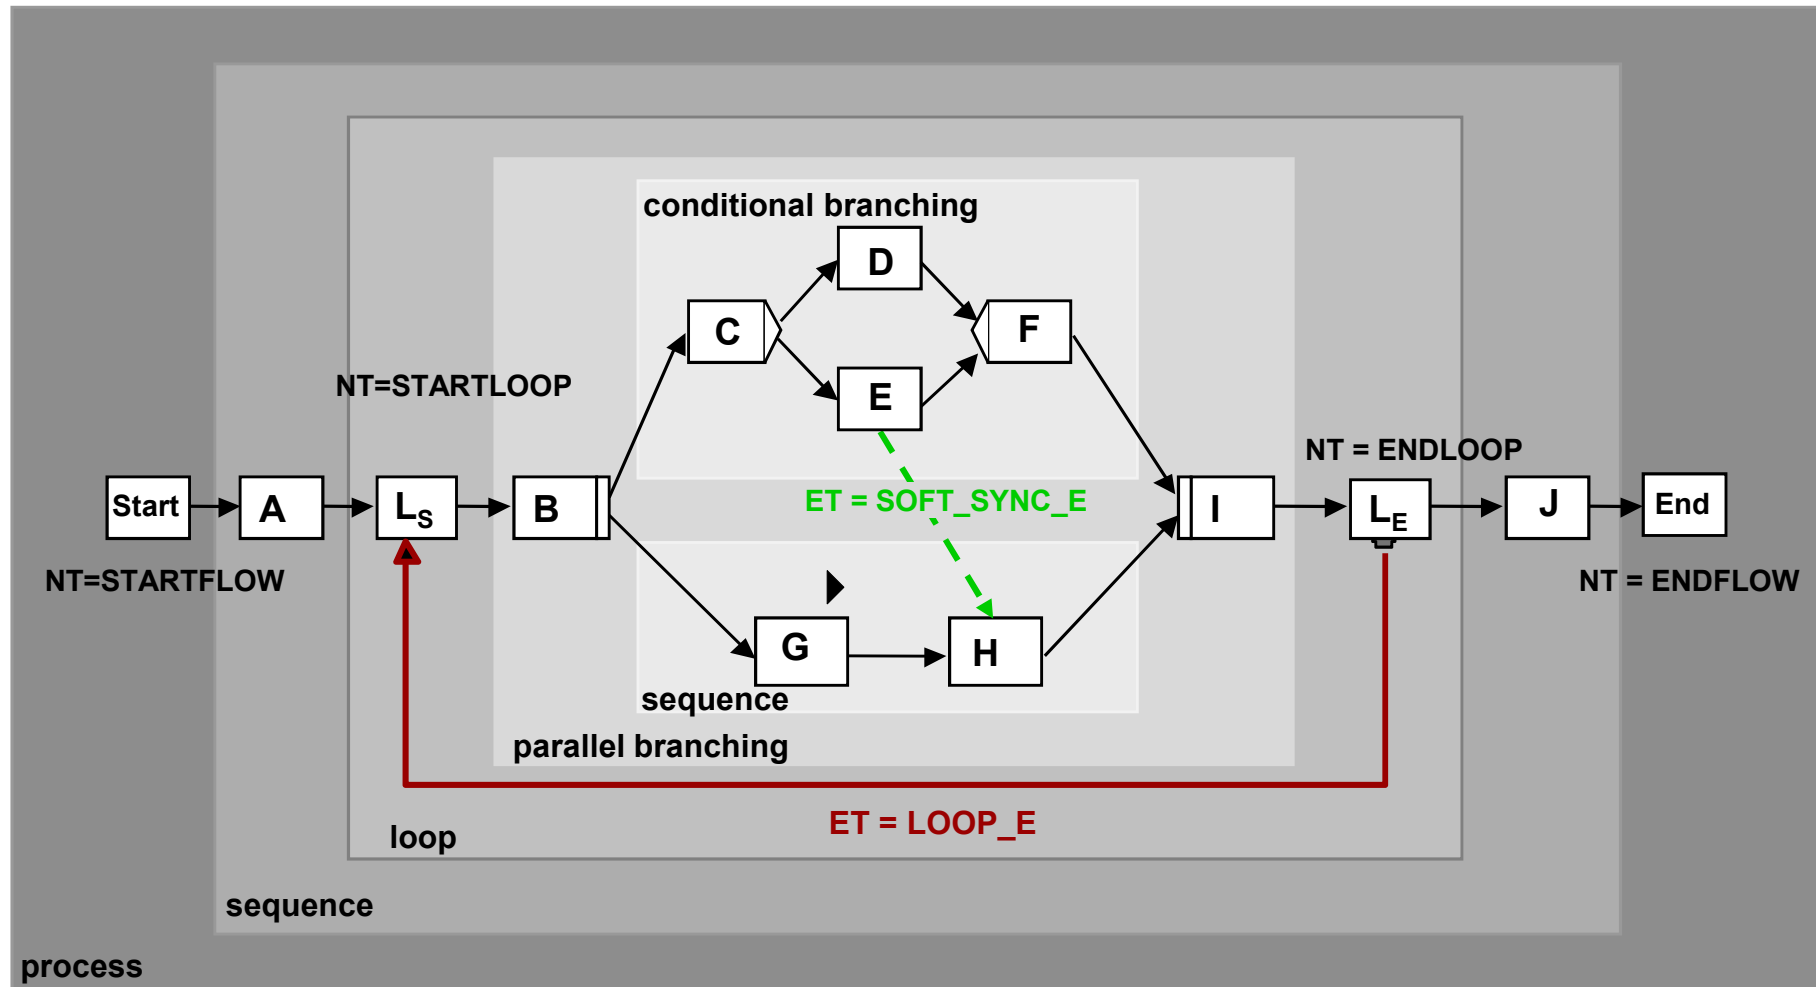 conditional branching
D
C
F
NT=STARTLOOP
E
NT = ENDLOOP
Start
A
LS
B
ET = SOFT_SYNC_E
I
LE
J
End
NT=STARTFLOW
NT = ENDFLOW
G
H
sequence
parallel branching
ET = LOOP_E
loop
sequence
process